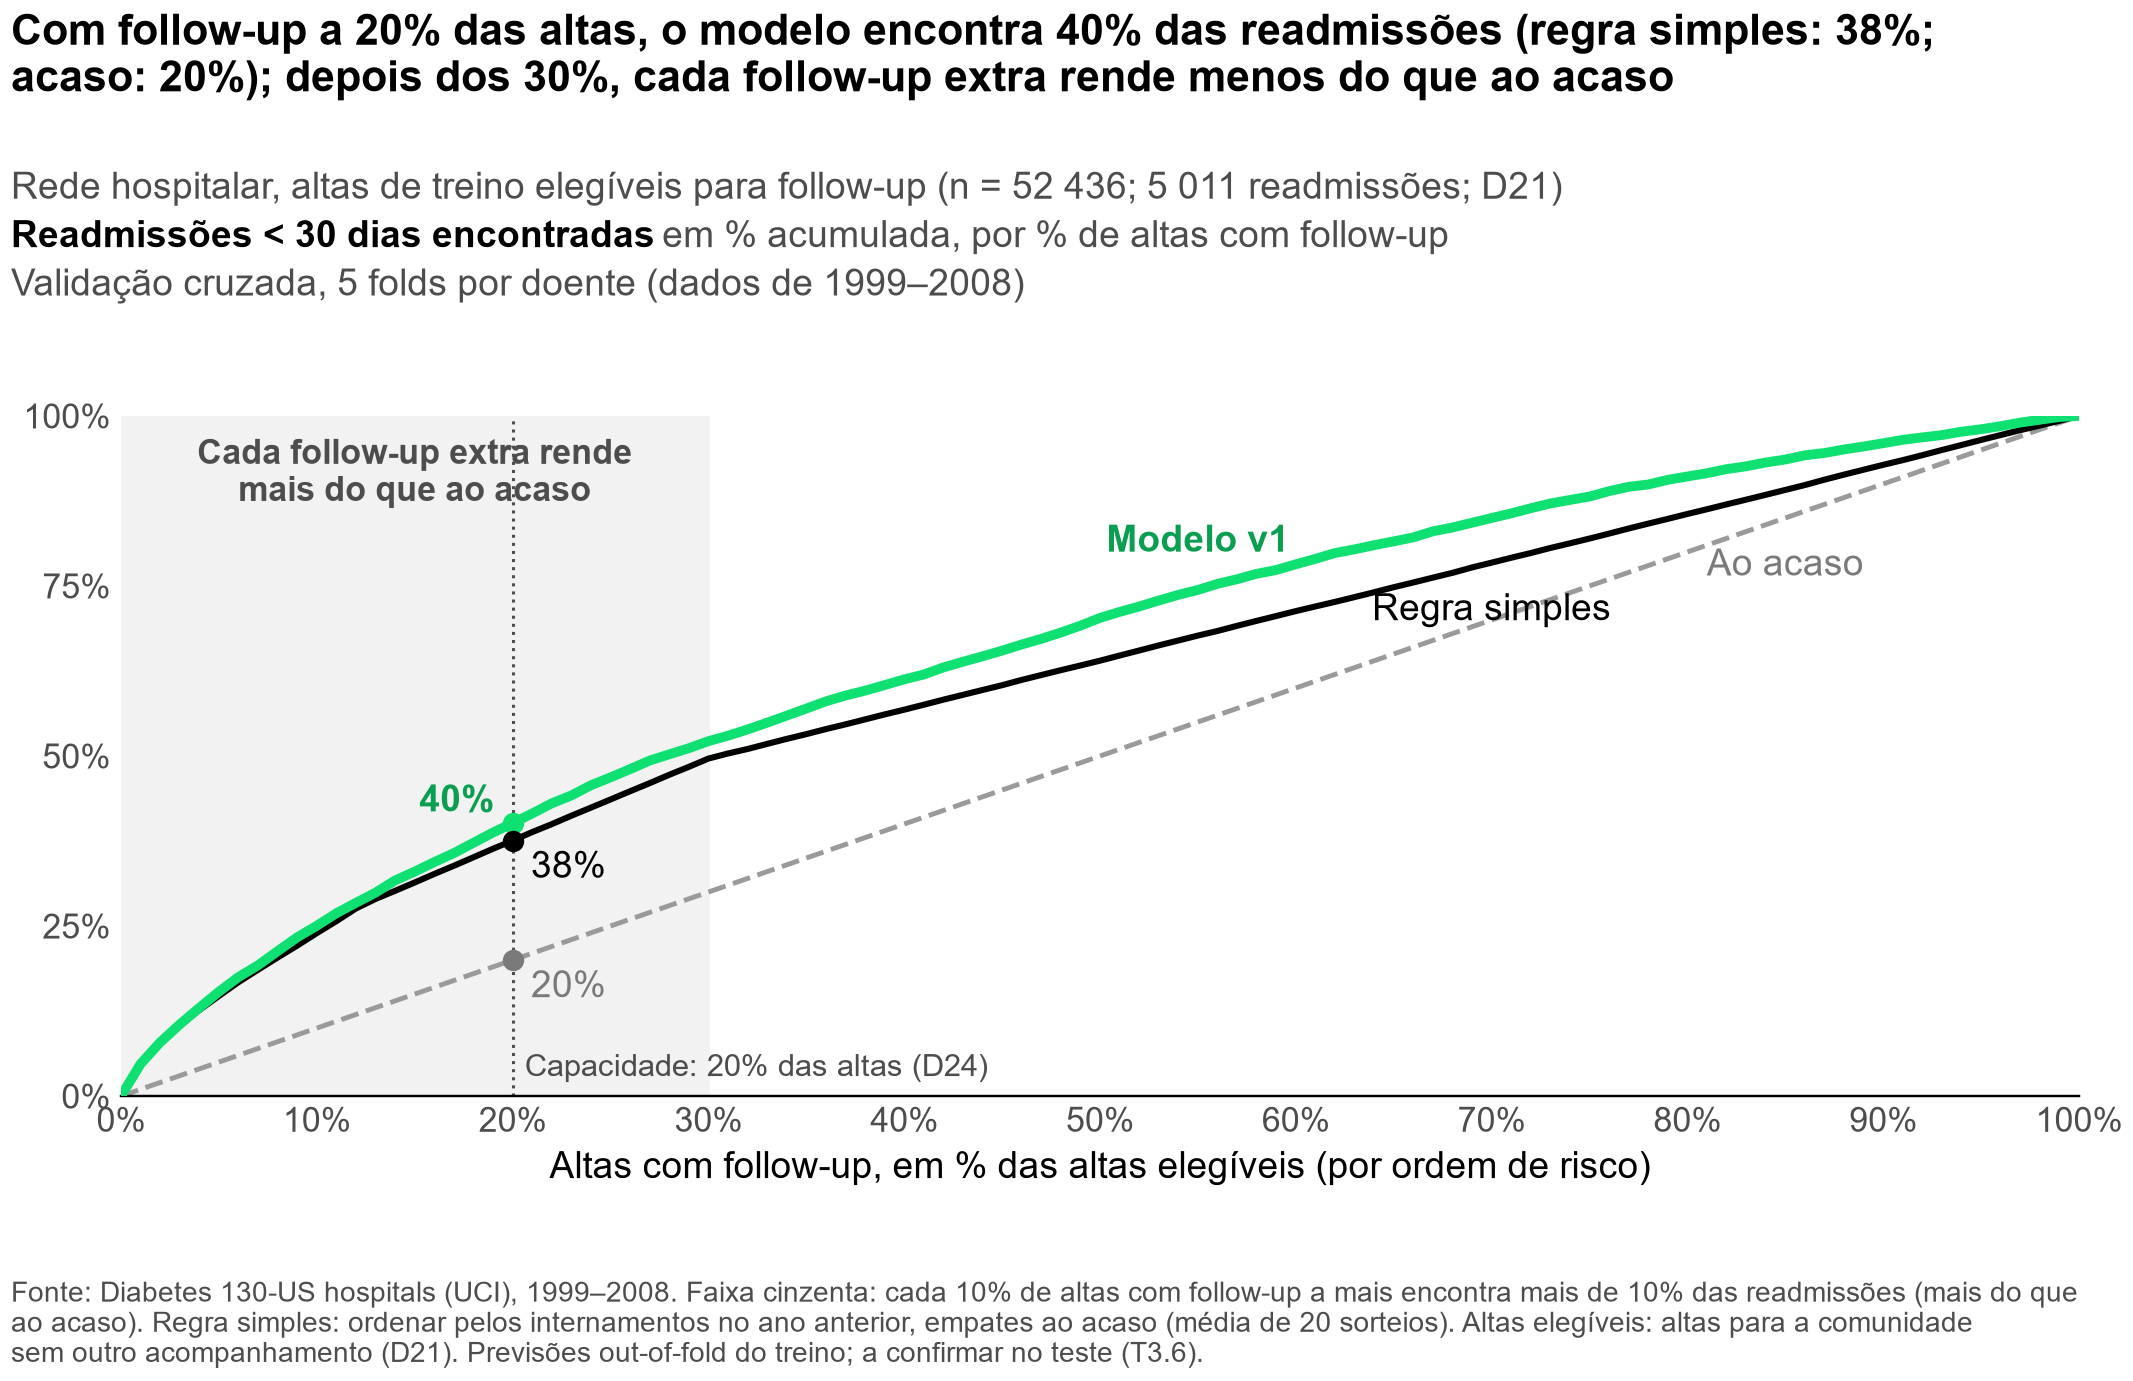 Com follow-up a 20% das altas, o modelo encontra 40% das readmissões (regra simples: 38%;
acaso: 20%); depois dos 30%, cada follow-up extra rende menos do que ao acaso
Rede hospitalar, altas de treino elegíveis para follow-up (n = 52 436; 5 011 readmissões; D21)
Readmissões < 30 dias encontradas em % acumulada, por % de altas com follow-up
Validação cruzada, 5 folds por doente (dados de 1999–2008)
100%
Cada follow-up extra rende
mais do que ao acaso
Modelo v1
Ao acaso
75%
Regra simples
50%
40%
38%
25%
20%
Capacidade: 20% das altas (D24)
0%
0% 10% 20% 30% 40% 50% 60% 70% 80% 90% 100%
Altas com follow-up, em % das altas elegíveis (por ordem de risco)
Fonte: Diabetes 130-US hospitals (UCI), 1999–2008. Faixa cinzenta: cada 10% de altas com follow-up a mais encontra mais de 10% das readmissões (mais do que
ao acaso). Regra simples: ordenar pelos internamentos no ano anterior, empates ao acaso (média de 20 sorteios). Altas elegíveis: altas para a comunidade
sem outro acompanhamento (D21). Previsões out-of-fold do treino; a confirmar no teste (T3.6).